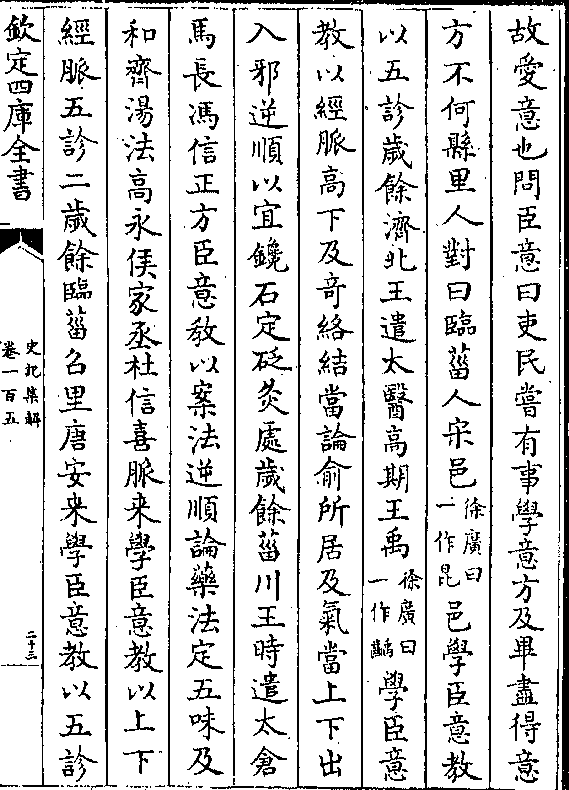 故愛意也問臣意曰吏民嘗有事學意方及畢盡得意
方不何縣里人對曰臨菑人宋邑徐廣曰一作昆邑學臣意教
以五診歲餘濟北王遣太醫高期王禹徐廣曰一作齲學臣意
教以經脈高下及奇絡結當論俞所居及氣當上下出
入邪逆順以宜鑱石定砭灸處歲餘菑川王時遣太倉
馬長馮信正方臣意教以案法逆順論藥法定五味及
和齊湯法高永侯家丞杜信喜脈来學臣意教以上下
經脈五診二歲餘臨菑召里唐安来學臣意教以五診
欽定四庫全書
史記集解
卷一百五
二十三